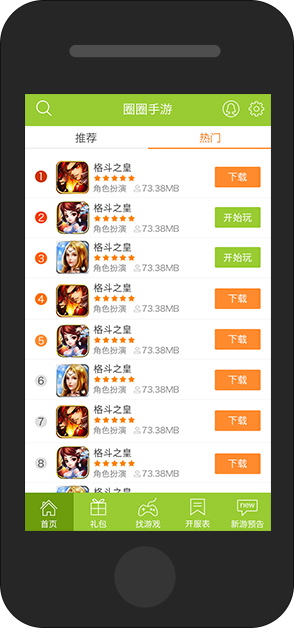 圈圈手游
推荐 热门
1 格斗之皇 下载
角色扮演 73.38MB
2 格斗之皇 开始玩
角色扮演 73.38MB
3 格斗之皇 开始玩
角色扮演 73.38MB
4 格斗之皇 下载
角色扮演 73.38MB
5 格斗之皇 下载
角色扮演 73.38MB
6 格斗之皇 下载
角色扮演 73.38MB
7 格斗之皇 下载
角色扮演 73.38MB
8 格斗之皇 下载
角色扮演 73.38MB
new
首页 礼包 找游戏 开服表 新游预告